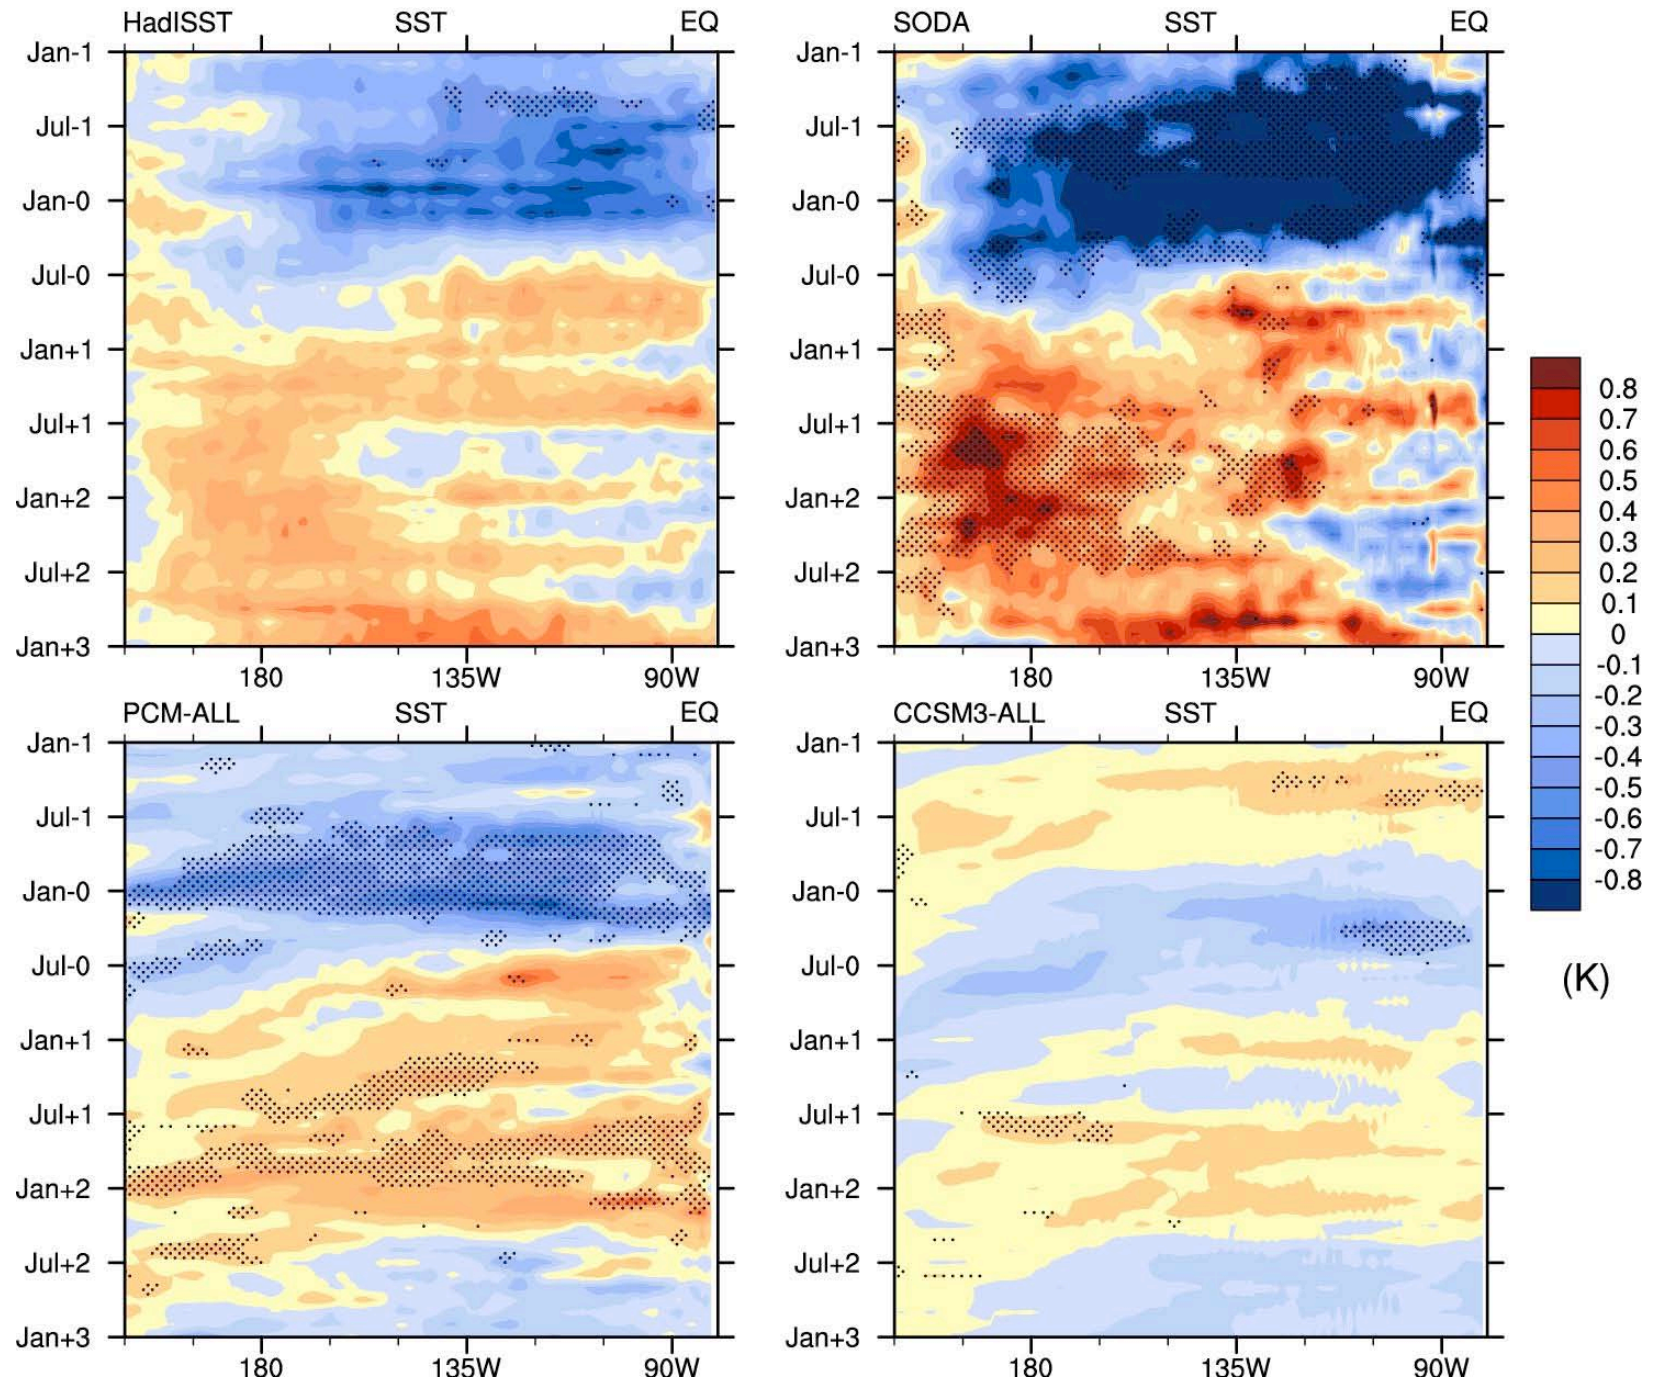 HadISST SST EQ
Jan-1
Jul-1
Jan-0
Jul-0
Jan+1
Jul+1
Jan+2
Jul+2
Jan+3
180 135W 90W
SODA SST EQ
Jan-1
Jul-1
Jan-0
Jul-0
Jan+1
Jul+1
Jan+2
Jul+2
Jan+3
180 135W 90W
PCM-ALL SST EQ
Jan-1
Jul-1
Jan-0
Jul-0
Jan+1
Jul+1
Jan+2
Jul+2
Jan+3
180 135W 90W
CCSM3-ALL SST EQ
Jan-1
Jul-1
Jan-0
Jul-0
Jan+1
Jul+1
Jan+2
Jul+2
Jan+3
180 135W 90W
0.8
0.7
0.6
0.5
0.4
0.3
0.2
0.1
0
-0.1
-0.2
-0.3
-0.4
-0.5
-0.6
-0.7
-0.8
(K)